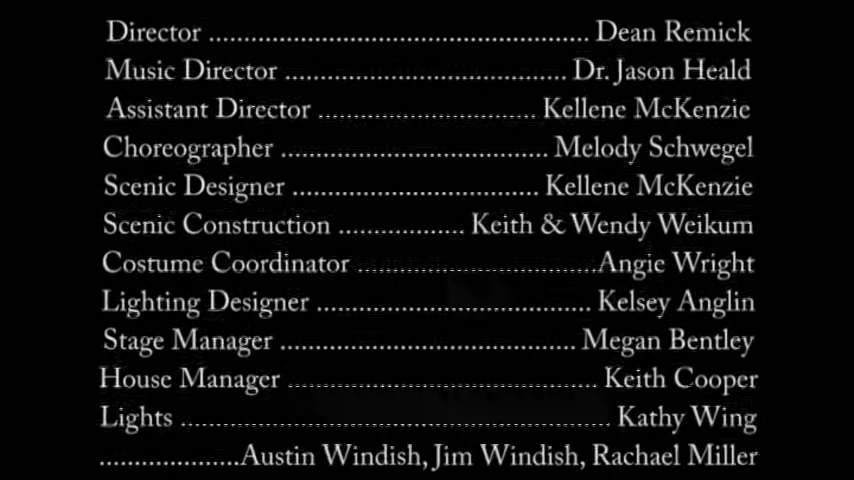 Director ................................................ Dean Remick
Music Director .................................... Dr. Jason Heald
Assistant Director ............................ Kellene McKenzie
Choreographer .................................. Melody Schwegel
Scenic Designer ................................ Kellene McKenzie
Scenic Construction ................ Keith & Wendy Weikum
Costume Coordinator ...............................Angie Wright
Lighting Designer ................................... Kelsey Anglin
Stage Manager ...................................... Megan Bentley
House Manager ....................................... Keith Cooper
Lights ....................................................... Kathy Wing
....................Austin Windish, Jim Windish, Rachael Miller